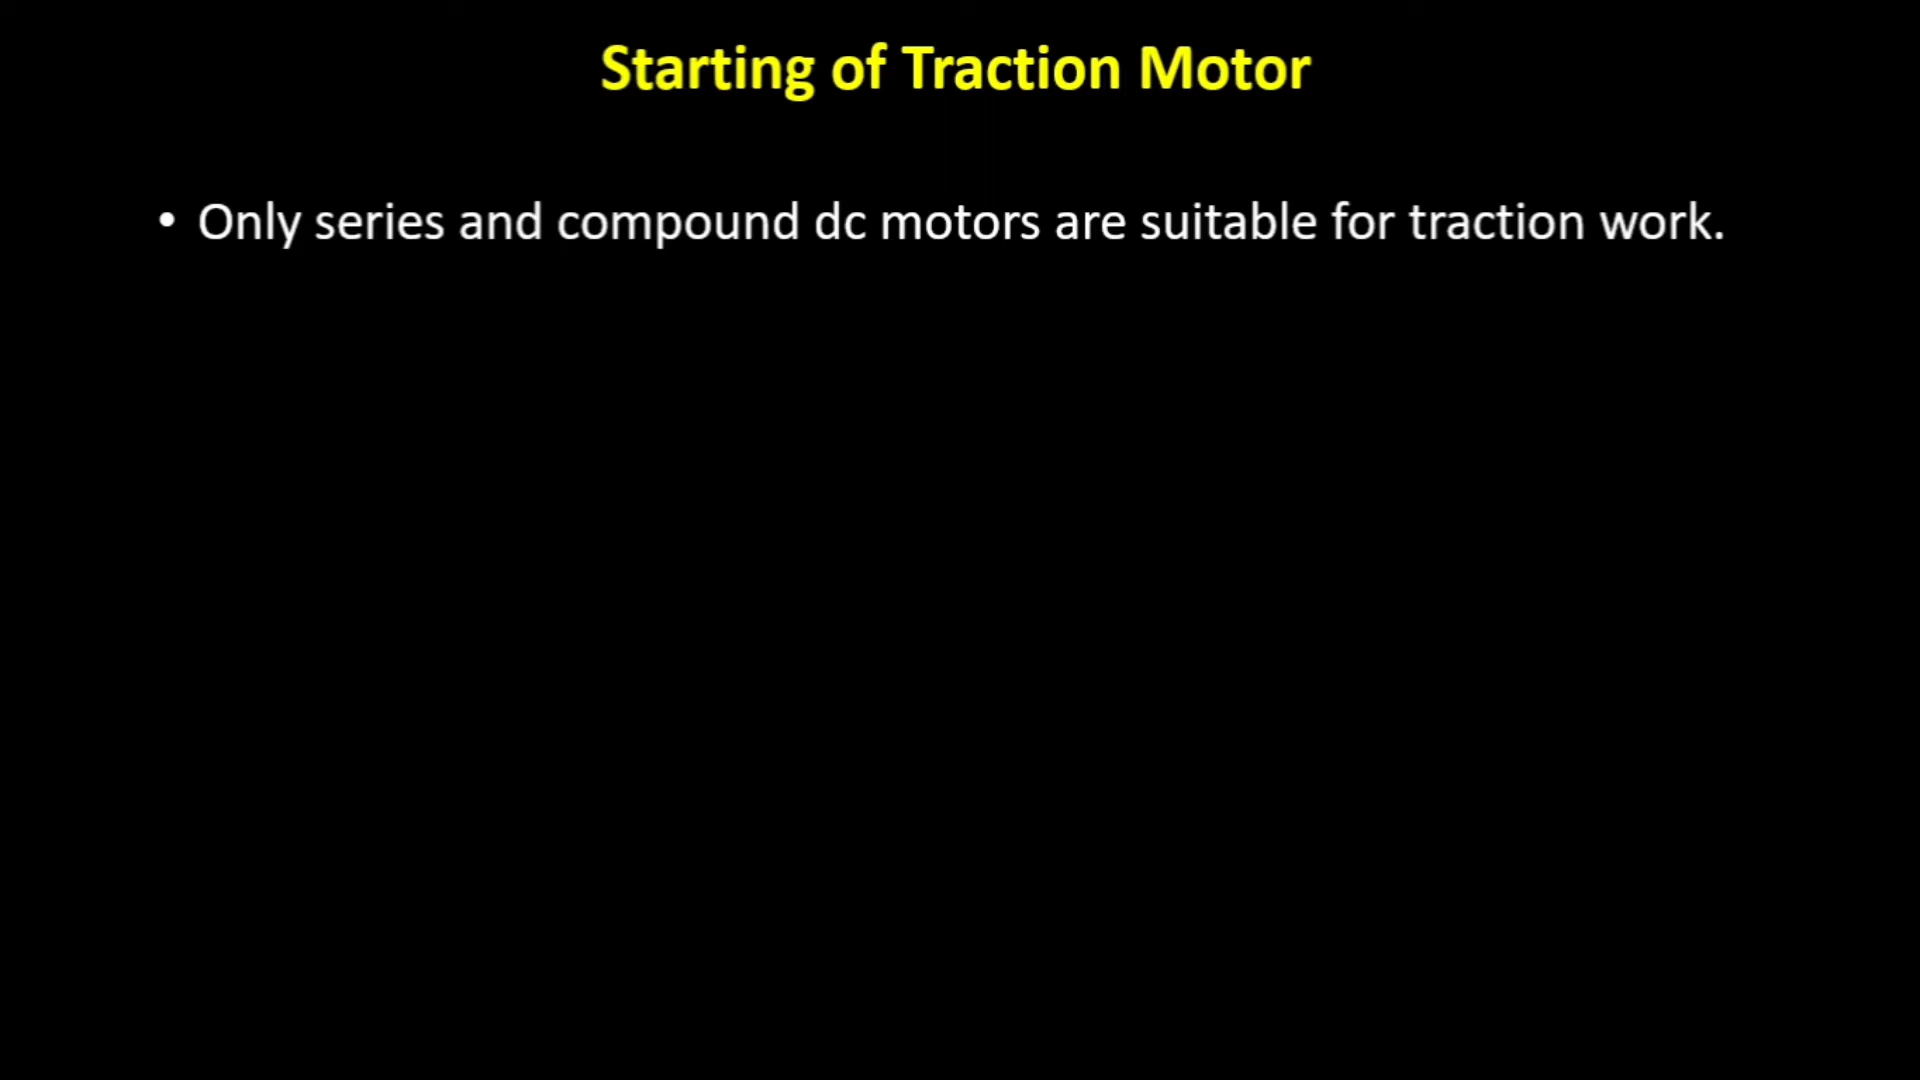 Starting of Traction Motor
• Only series and compound dc motors are suitable for traction work.